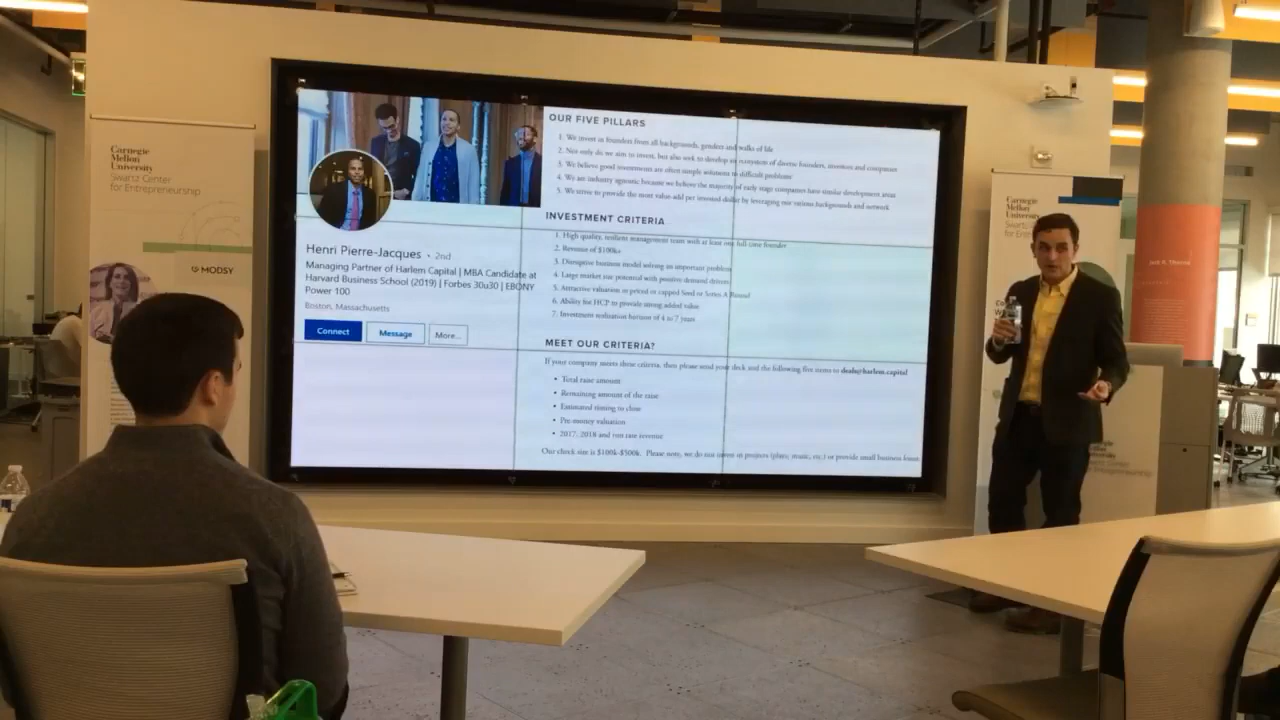 Carnegie
Mellon
University
Swartz Center
for Entrepreneurship
MODSY
Henri Pierre-Jacques • 2nd
Managing Partner of Harlem Capital | MBA Candidate at
Harvard Business School (2019) | Forbes 30u30 | EBONY
Power 100
Boston, Massachusetts
Connect
Message
More...
OUR FIVE PILLARS
1. We invest in founders from all backgrounds, genders and walks of life
2. Not only do we aim to invest, but also seek to develop an ecosystem of diverse founders, investors and companies
3. We believe good investments are often simple solutions to difficult problems
4. We are industry agnostic because we believe the majority of early stage companies have similar development areas
5. We strive to provide the most value-add per invested dollar by leveraging our various backgrounds and network
INVESTMENT CRITERIA
1. High quality, resilient management team with at least one full-time founder
2. Revenue of $100k+
3. Disruptive business model solving an important problem
4. Large market size potential with positive demand drivers
5. Attractive valuation as priced or capped Seed or Series A Round
6. Ability for HCP to provide strong added value
7. Investment realization horizon of 4 to 7 years
MEET OUR CRITERIA?
If your company meets these criteria, then please send your deck and the following five items to deals@harlem.capital
• Total raise amount
• Remaining amount of the raise
• Estimated timing to close
• Pre-money valuation
• 2017, 2018 and run rate revenue
Our check size is $100k-$500k. Please note, we do not invest in projects (plays, music, etc.) or provide small business loans
Carnegie
Mellon
University
Swartz